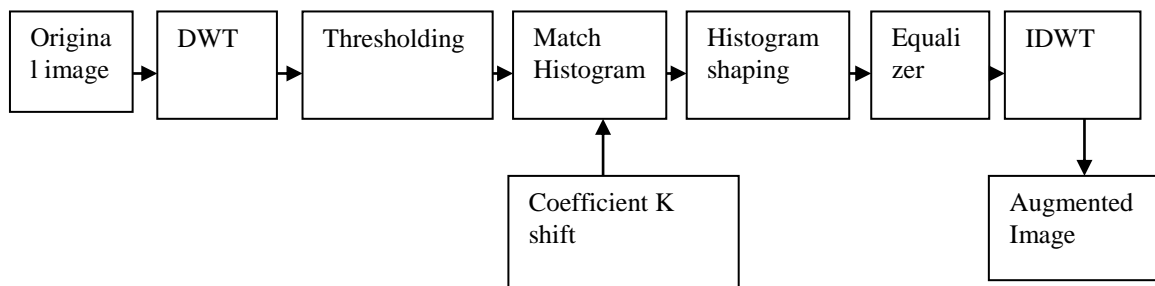 Origina
l image
DWT
Thresholding
Match
Histogram
Histogram
shaping
Equali
zer
IDWT
Coefficient K
shift
Augmented
Image